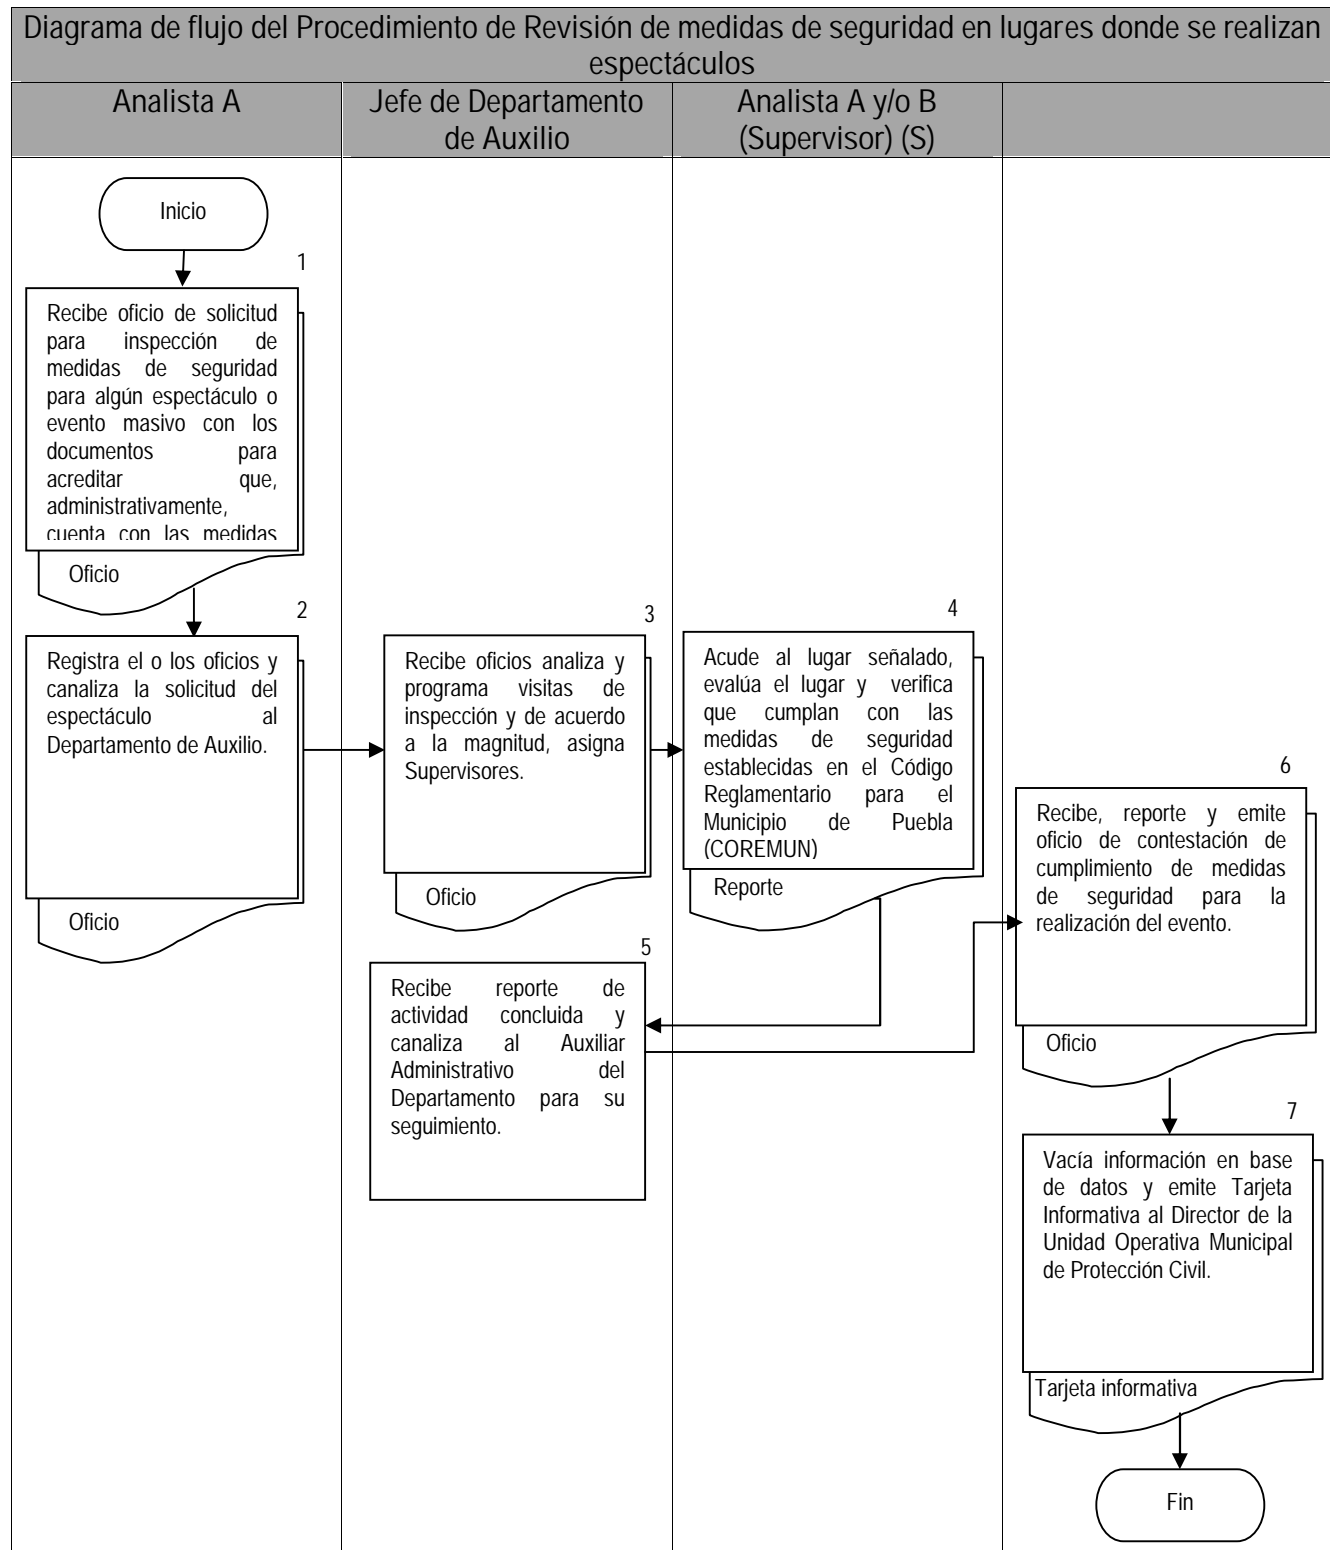 Diagrama de flujo del Procedimiento de Revisión de medidas de seguridad en lugares donde se realizan
espectáculos
Analista A
Jefe de Departamento
de Auxilio
Analista A y/o B
(Supervisor) (S)
Inicio
1
Recibe oficio de solicitud
para inspección de
medidas de seguridad
para algún espectáculo o
evento masivo con los
documentos para
acreditar que,
administrativamente,
cuenta con las medidas
Oficio
2
Registra el o los oficios y
canaliza la solicitud del
espectáculo al
Departamento de Auxilio.
Oficio
3
Recibe oficios analiza y
programa visitas de
inspección y de acuerdo
a la magnitud, asigna
Supervisores.
Oficio
4
Acude al lugar señalado,
evalúa el lugar y verifica
que cumplan con las
medidas de seguridad
establecidas en el Código
Reglamentario para el
Municipio de Puebla
(COREMUN)
Reporte
5
Recibe reporte de
actividad concluida y
canaliza al Auxiliar
Administrativo del
Departamento para su
seguimiento.
6
Recibe, reporte y emite
oficio de contestación de
cumplimiento de medidas
de seguridad para la
realización del evento.
Oficio
7
Vacía información en base
de datos y emite Tarjeta
Informativa al Director de la
Unidad Operativa Municipal
de Protección Civil.
Tarjeta informativa
Fin